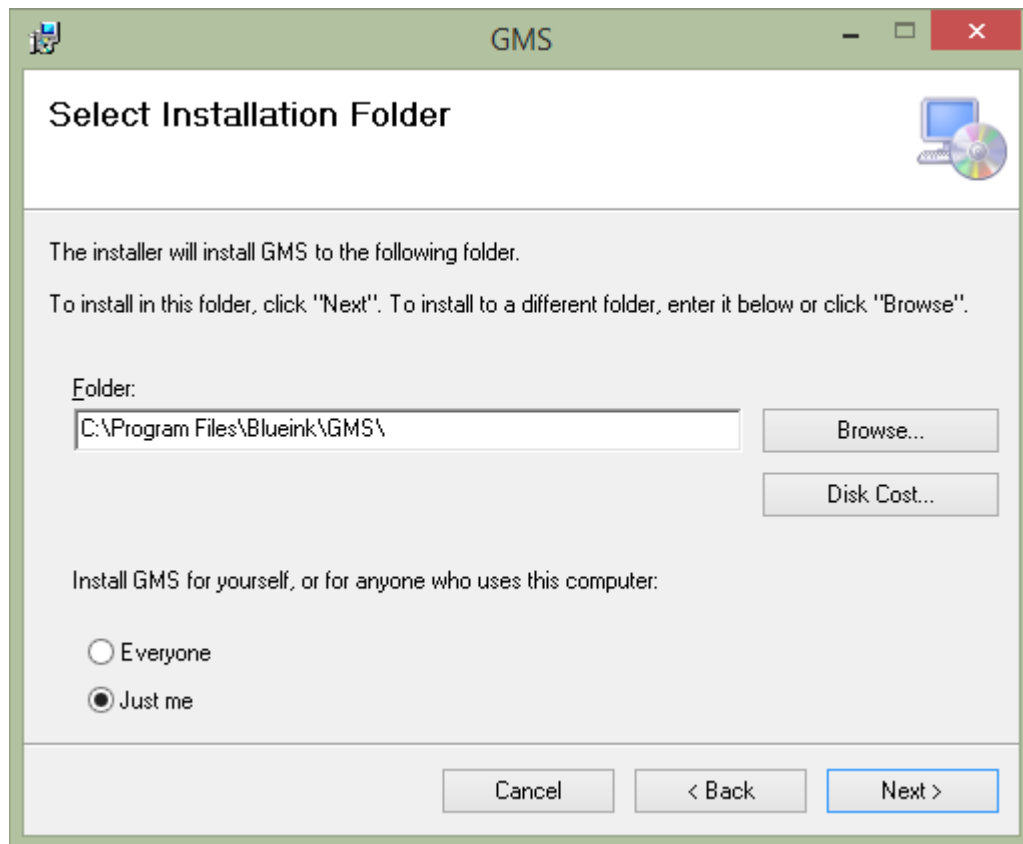 GMS
Select Installation Folder
The installer will install GMS to the following folder.
To install in this folder, click "Next". To install to a different folder, enter it below or click "Browse".
Folder:
C:\Program Files\Blueink\GMS\
Browse...
Disk Cost...
Install GMS for yourself, or for anyone who uses this computer:
Everyone
Just me
Cancel
< Back
Next >